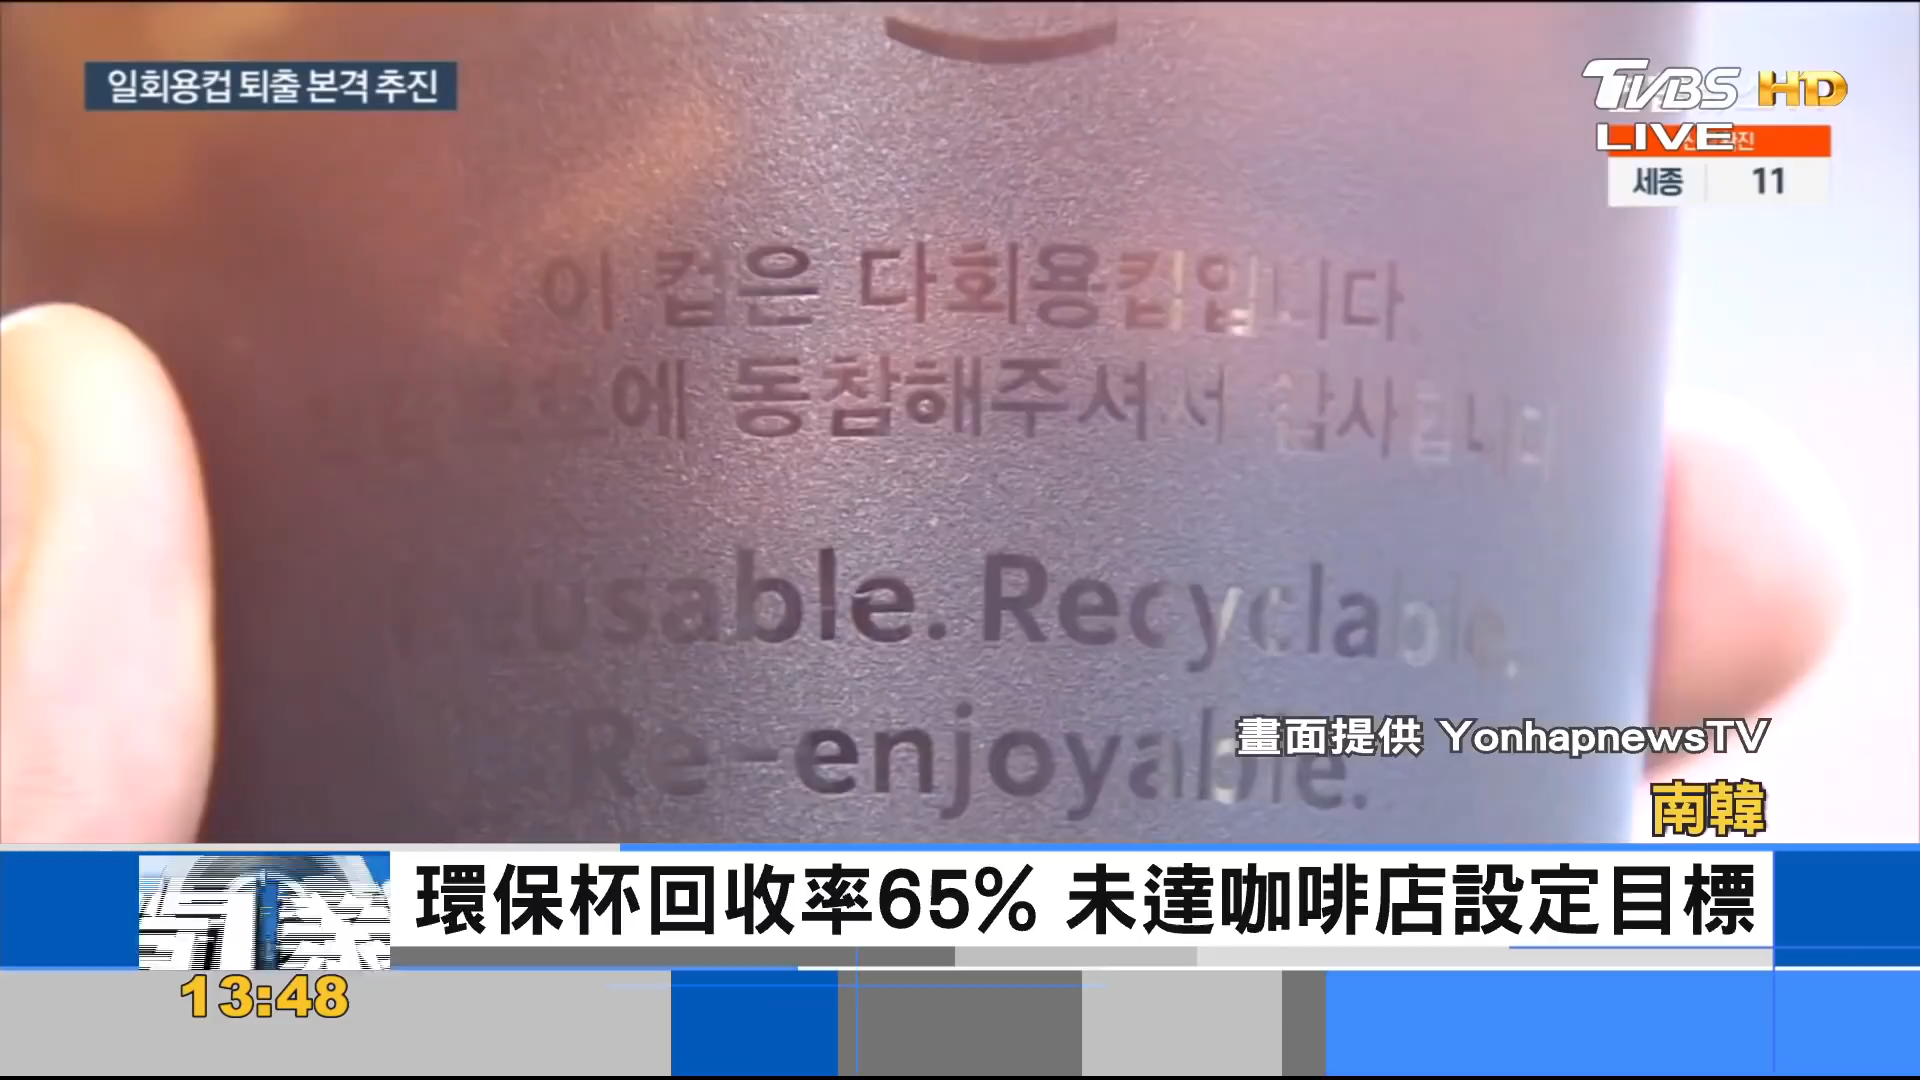 일회용컵 퇴출 본격 추진
TVBS HD
LIVE
세종 11
이 컵은 다회용컵입니다.
에 동참해주셔서 감사합니다
Reusable. Recyclable.
Re-enjoyable.
畫面提供 YonhapnewsTV
南韓
環保杯回收率65% 未達咖啡店設定目標
13:48